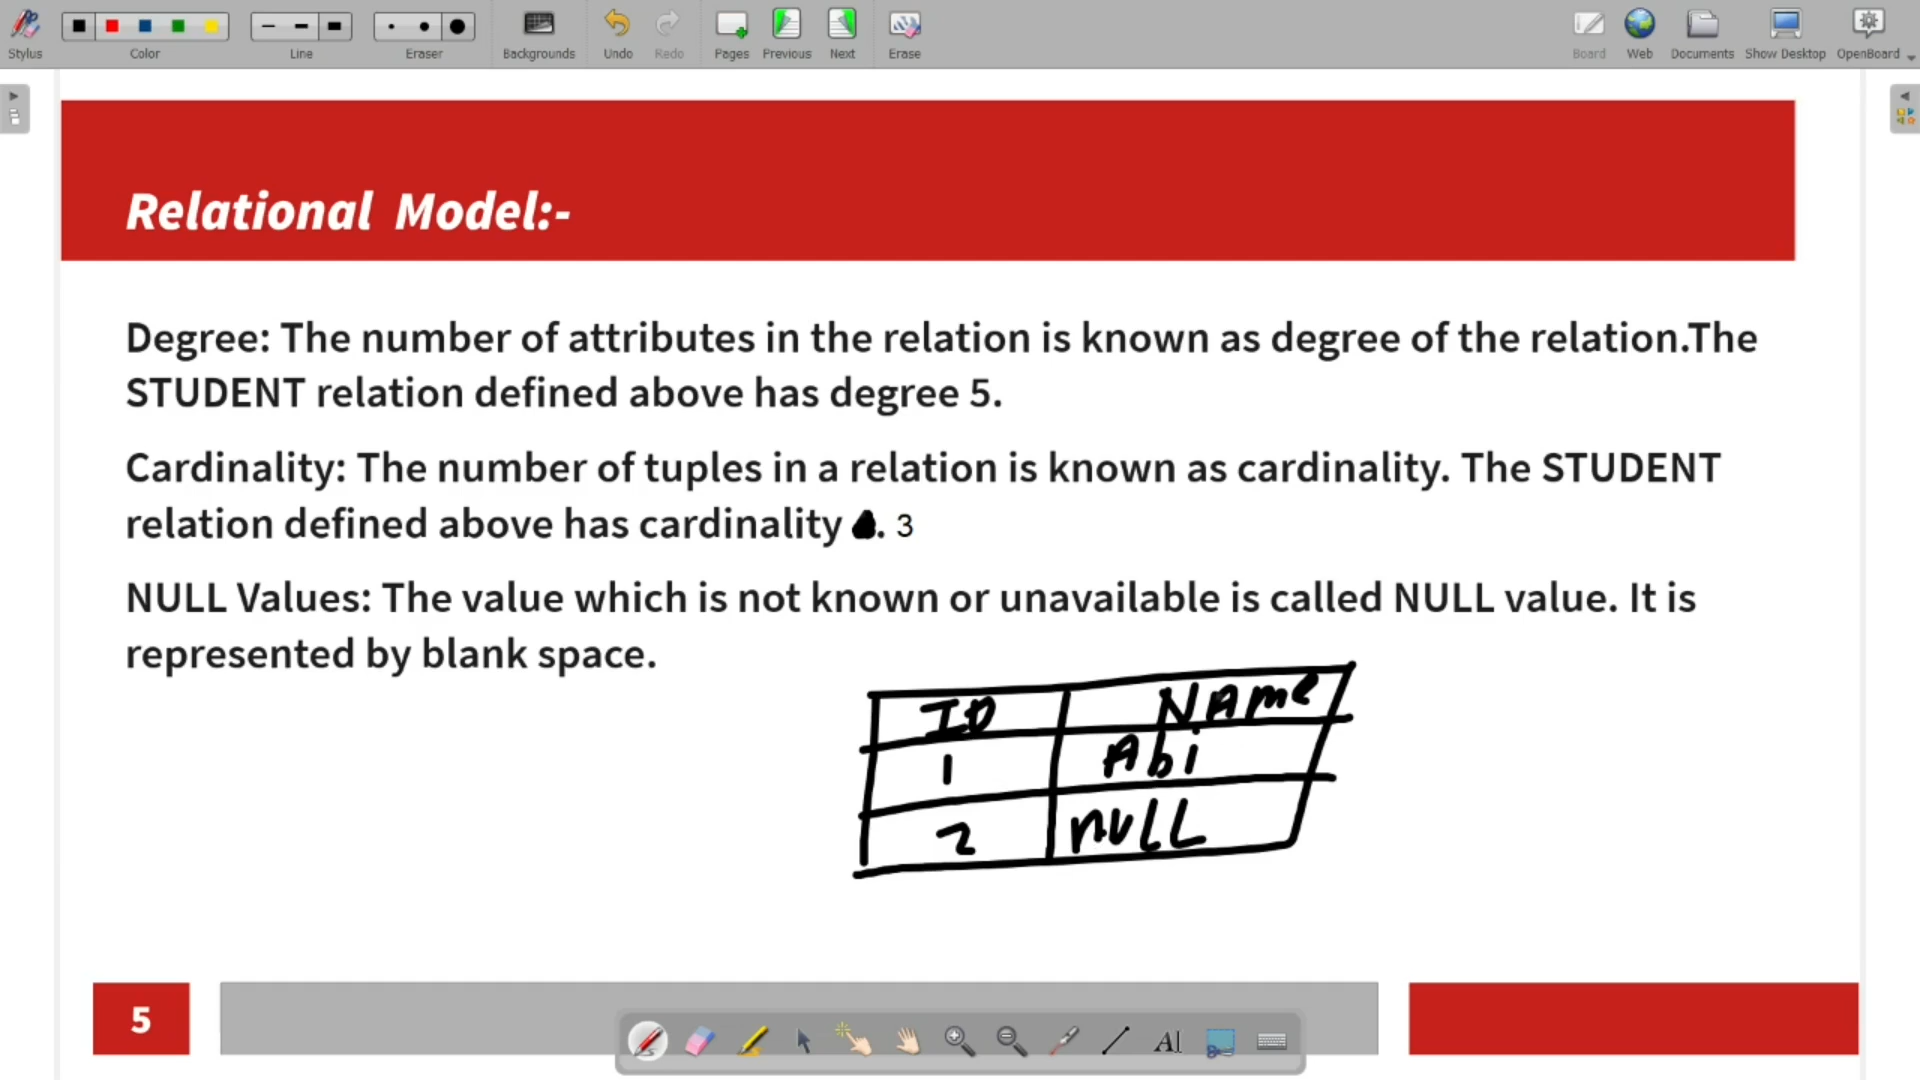 Stylus Color Line Eraser Backgrounds Undo Redo Pages Previous Next Erase Board Web Documents Show Desktop OpenBoard
Relational Model:-
Degree: The number of attributes in the relation is known as degree of the relation.The
STUDENT relation defined above has degree 5.
Cardinality: The number of tuples in a relation is known as cardinality. The STUDENT
relation defined above has cardinality . 3
NULL Values: The value which is not known or unavailable is called NULL value. It is
represented by blank space.
ID NAme
1 Abi
2 nuLL
5